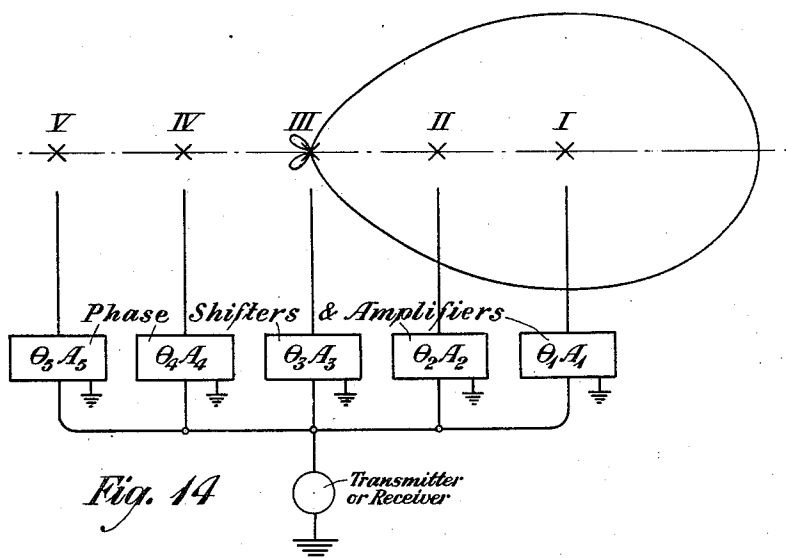 V IV III II I
Phase Shifters & Amplifiers
Θ₅A₅ Θ₄A₄ Θ₃A₃ Θ₂A₂ Θ₁A₁
Fig. 14
Transmitter
or Receiver